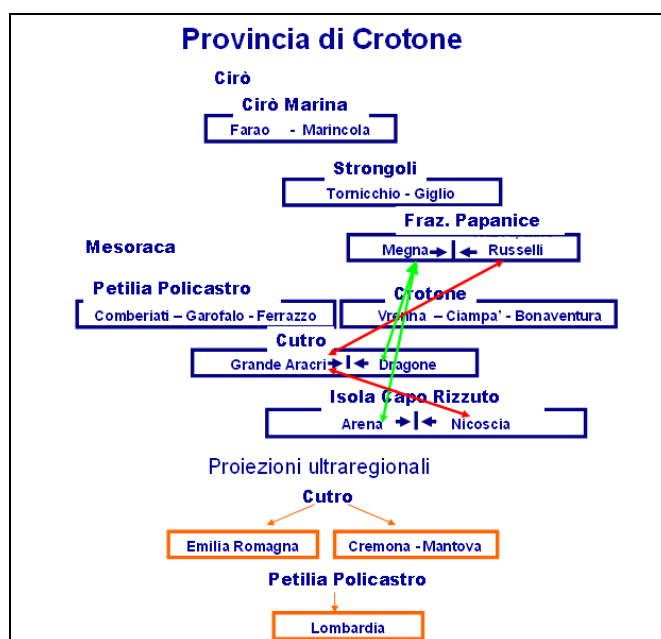 Provincia di Crotone
Cirò
Cirò Marina
Farao - Marincola
Strongoli
Tornicchio - Giglio
Fraz. Papanice
Megna Russelli
Mesoraca
Petilia Policastro
Comberiati – Garofalo - Ferrazzo
Crotone
Vrenna – Ciampa' - Bonaventura
Cutro
Grande Aracri Dragone
Isola Capo Rizzuto
Arena Nicoscia
Proiezioni ultraregionali
Cutro
Emilia Romagna Cremona - Mantova
Petilia Policastro
Lombardia